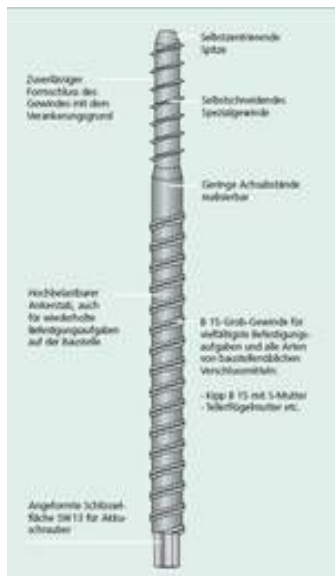 Selbstzentrierende
Spitze
Zuverlässiger
Formschluss des
Gewindes mit dem
Verankerungsgrund
Selbstschneidendes
Spezialgewinde
Geringe Achsabstände
realisierbar
Hochbelastbarer
Ankerstab, auch
für wiederholte
Befestigungsaufgaben
auf der Baustelle
B 15-Grob-Gewinde für
vielfältigste Befestigungs-
aufgaben und alle Arten
von baustellenüblichen
Verschlussmitteln:
- Kipp B 15 mit S-Mutter
- Tellerflügelmutter etc.
Angeformte Schlüssel-
fläche SW 13 für Akku-
schrauber